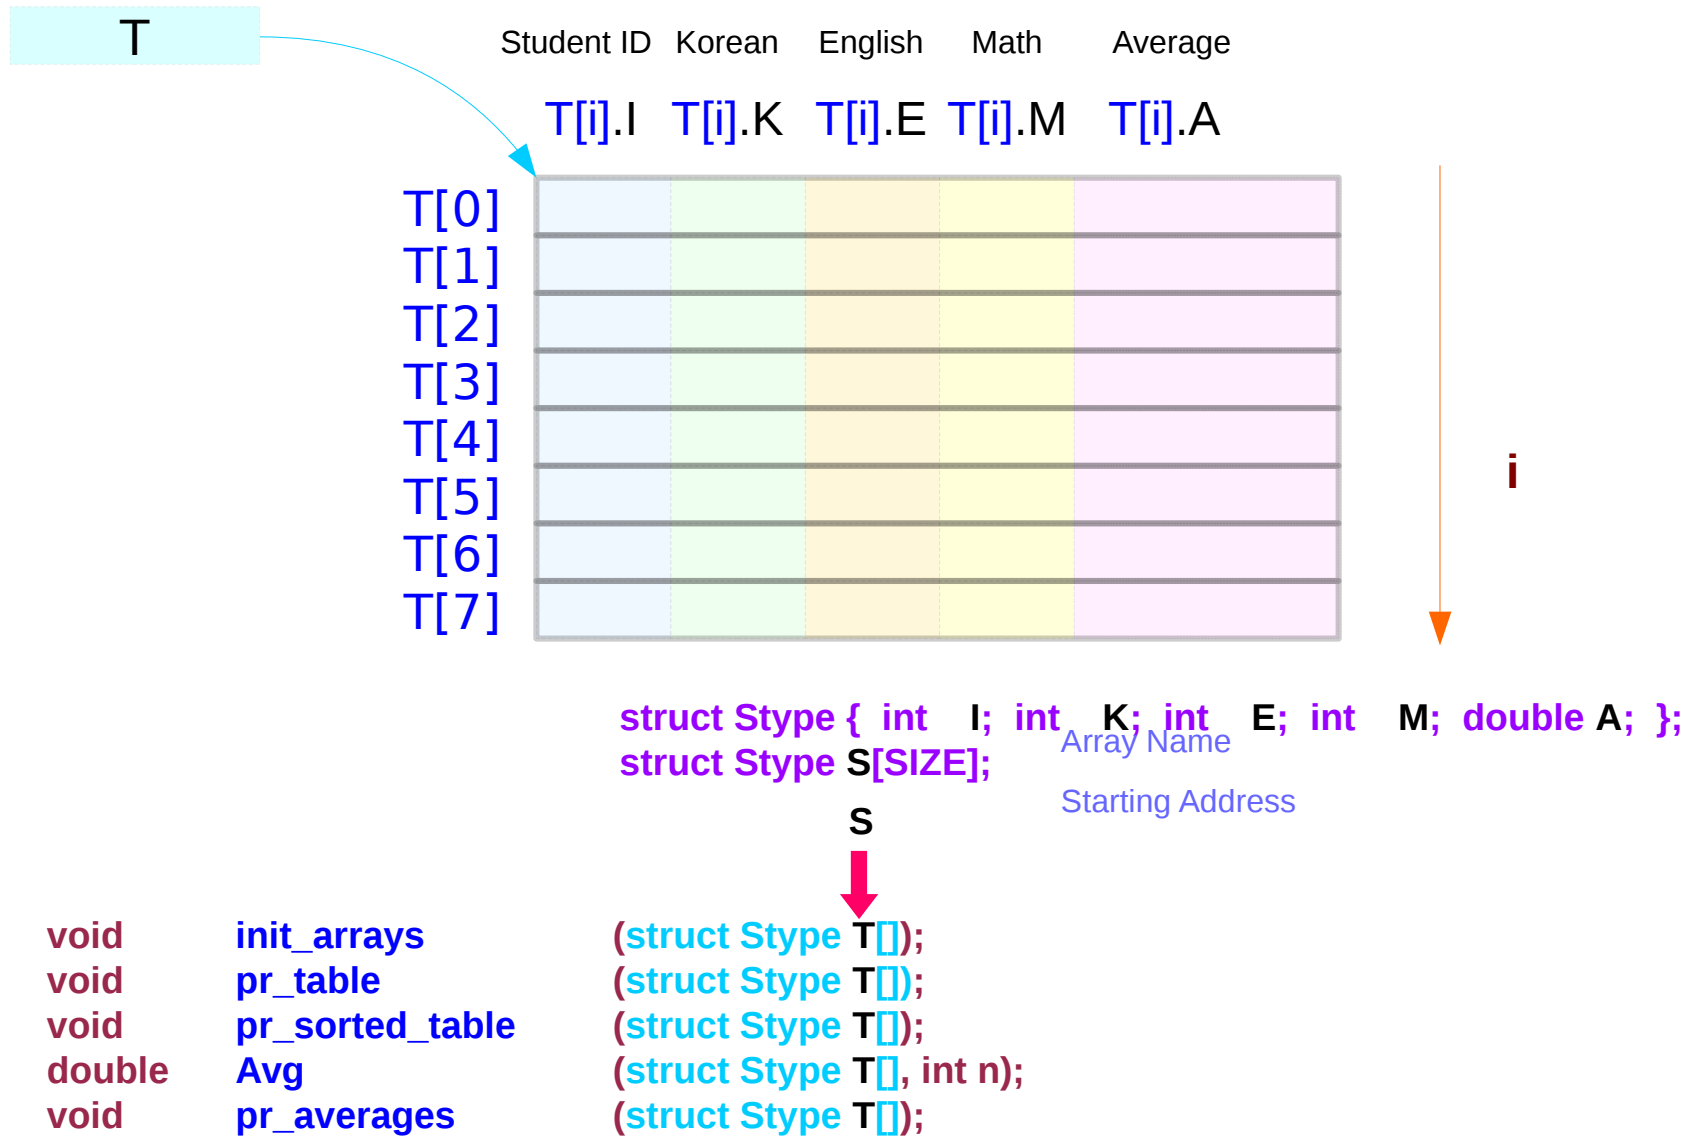 T
Student ID Korean English Math Average
T[i].I T[i].K T[i].E T[i].M T[i].A
T[0]
T[1]
T[2]
T[3]
T[4]
T[5]
T[6]
T[7]
i
struct Stype { int I; int K; int E; int M; double A; };
struct Stype S[SIZE];
Array Name
Starting Address
S
void init_arrays (struct Stype T[]);
void pr_table (struct Stype T[]);
void pr_sorted_table (struct Stype T[]);
double Avg (struct Stype T[], int n);
void pr_averages (struct Stype T[]);